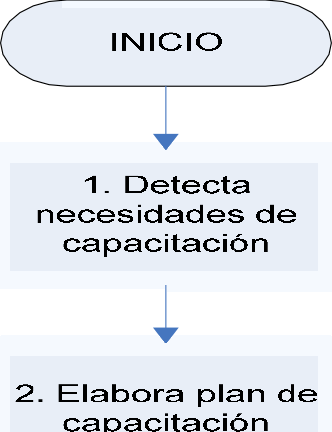 INICIO
1. Detecta
necesidades de
capacitación
2. Elabora plan de
capacitación